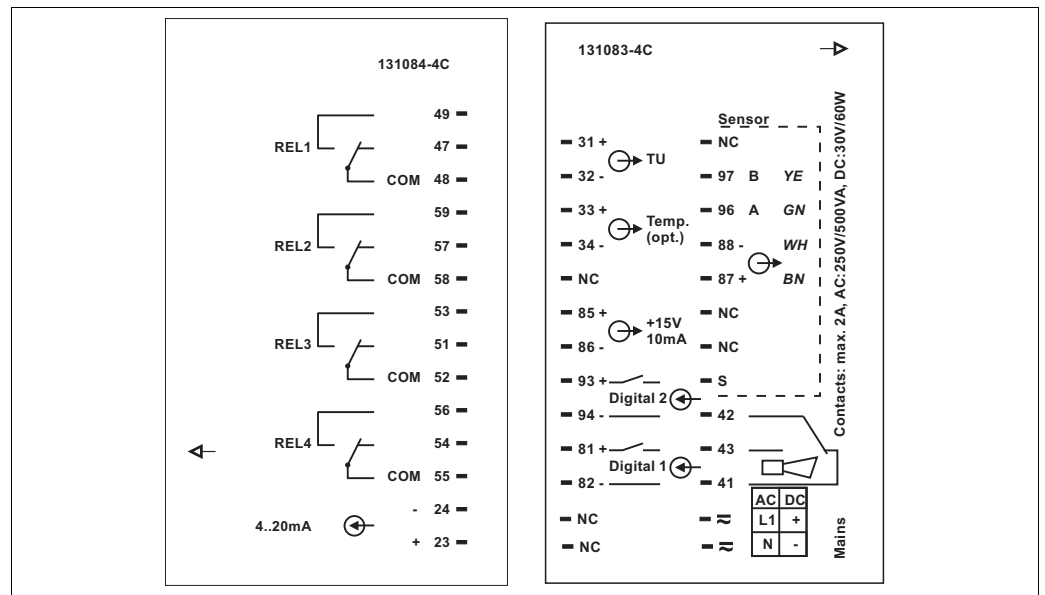 131084-4C
49
REL1 47
COM 48
59
REL2 57
COM 58
53
REL3 51
COM 52
56
REL4 54
COM 55
- 24
4..20mA
+ 23
131083-4C
Sensor
31 + NC
TU
32 - 97 B YE
33 + 96 A GN
Temp.
(opt.)
34 - 88 - WH
NC 87 + BN
85 + NC
+15V
10mA
86 - NC
93 + S
Digital 2
94 - 42
81 + 43
Digital 1
82 - 41
AC DC
NC L1 +
NC N -
Contacts: max. 2A, AC:250V/500VA, DC:30V/60W
Mains